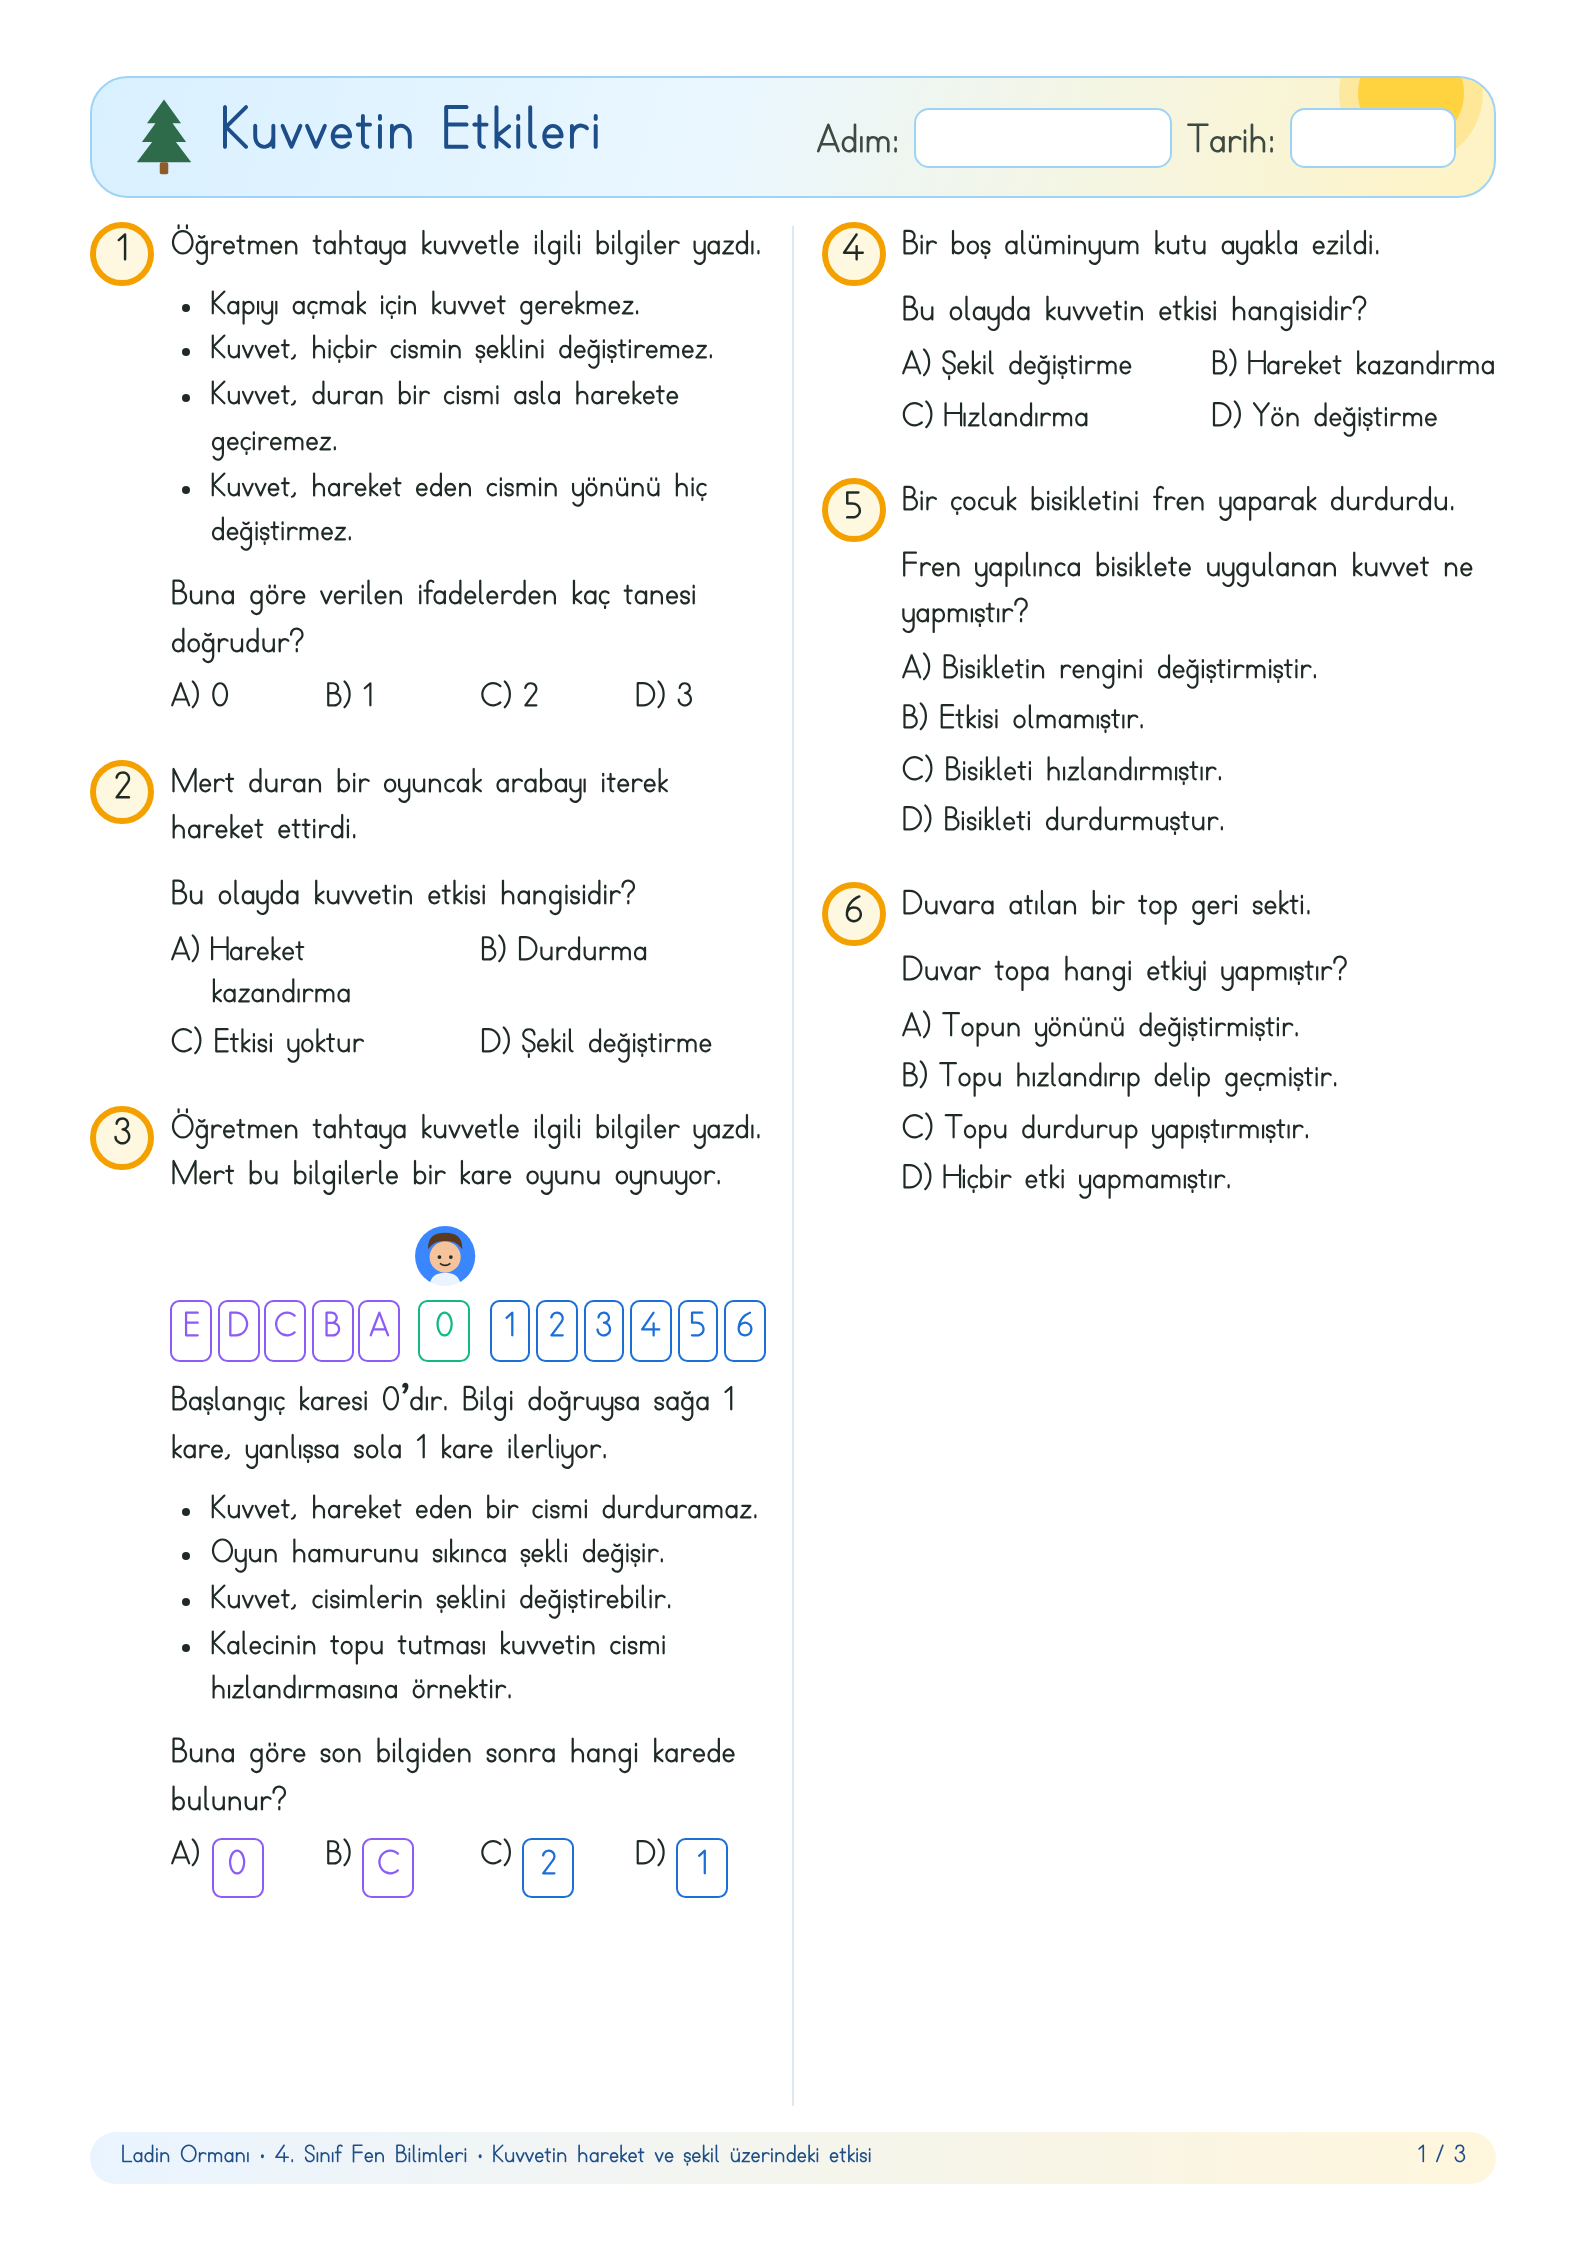 Kuvvetin Etkileri
Adım:
Tarih:
1
Öğretmen tahtaya kuvvetle ilgili bilgiler yazdı.
• Kapıyı açmak için kuvvet gerekmez.
• Kuvvet, hiçbir cismin şeklini değiştiremez.
• Kuvvet, duran bir cismi asla harekete
geçiremez.
• Kuvvet, hareket eden cismin yönünü hiç
değiştirmez.
Buna göre verilen ifadelerden kaç tanesi
doğrudur?
A) 0 B) 1 C) 2 D) 3
2
Mert duran bir oyuncak arabayı iterek
hareket ettirdi.
Bu olayda kuvvetin etkisi hangisidir?
A) Hareket B) Durdurma
kazandırma
C) Etkisi yoktur D) Şekil değiştirme
3
Öğretmen tahtaya kuvvetle ilgili bilgiler yazdı.
Mert bu bilgilerle bir kare oyunu oynuyor.
E D C B A 0 1 2 3 4 5 6
Başlangıç karesi 0’dır. Bilgi doğruysa sağa 1
kare, yanlışsa sola 1 kare ilerliyor.
• Kuvvet, hareket eden bir cismi durduramaz.
• Oyun hamurunu sıkınca şekli değişir.
• Kuvvet, cisimlerin şeklini değiştirebilir.
• Kalecinin topu tutması kuvvetin cismi
hızlandırmasına örnektir.
Buna göre son bilgiden sonra hangi karede
bulunur?
A) 0 B) C C) 2 D) 1
4
Bir boş alüminyum kutu ayakla ezildi.
Bu olayda kuvvetin etkisi hangisidir?
A) Şekil değiştirme B) Hareket kazandırma
C) Hızlandırma D) Yön değiştirme
5
Bir çocuk bisikletini fren yaparak durdurdu.
Fren yapılınca bisiklete uygulanan kuvvet ne
yapmıştır?
A) Bisikletin rengini değiştirmiştir.
B) Etkisi olmamıştır.
C) Bisikleti hızlandırmıştır.
D) Bisikleti durdurmuştur.
6
Duvara atılan bir top geri sekti.
Duvar topa hangi etkiyi yapmıştır?
A) Topun yönünü değiştirmiştir.
B) Topu hızlandırıp delip geçmiştir.
C) Topu durdurup yapıştırmıştır.
D) Hiçbir etki yapmamıştır.
Ladin Ormanı • 4. Sınıf Fen Bilimleri • Kuvvetin hareket ve şekil üzerindeki etkisi
1 / 3